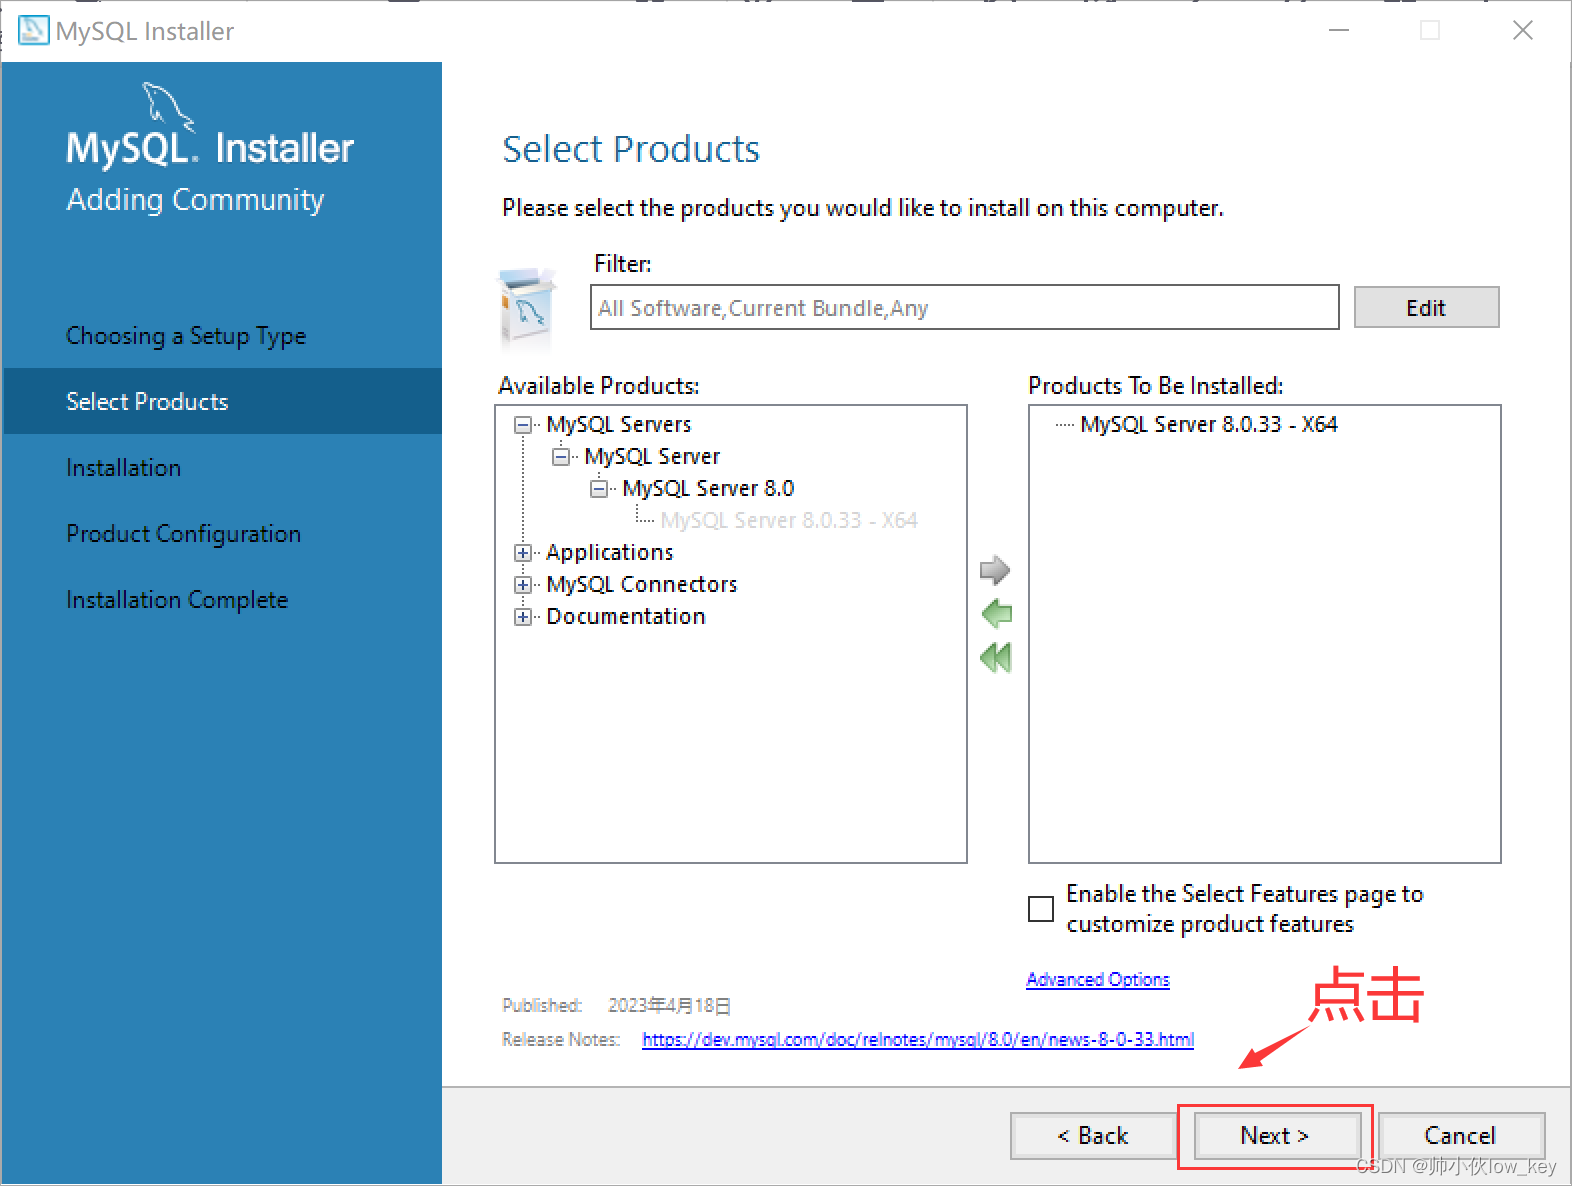 MySQL Installer
MySQL. Installer
Adding Community
Choosing a Setup Type
Select Products
Installation
Product Configuration
Installation Complete
Select Products
Please select the products you would like to install on this computer.
Filter:
All Software,Current Bundle,Any
Edit
Available Products:
MySQL Servers
MySQL Server
MySQL Server 8.0
MySQL Server 8.0.33 - X64
Applications
MySQL Connectors
Documentation
Products To Be Installed:
MySQL Server 8.0.33 - X64
Enable the Select Features page to
customize product features
Advanced Options
点击
Published: 2023年4月18日
Release Notes: https://dev.mysql.com/doc/relnotes/mysql/8.0/en/news-8-0-33.html
< Back
Next >
Cancel
CSDN @帅小伙low_key